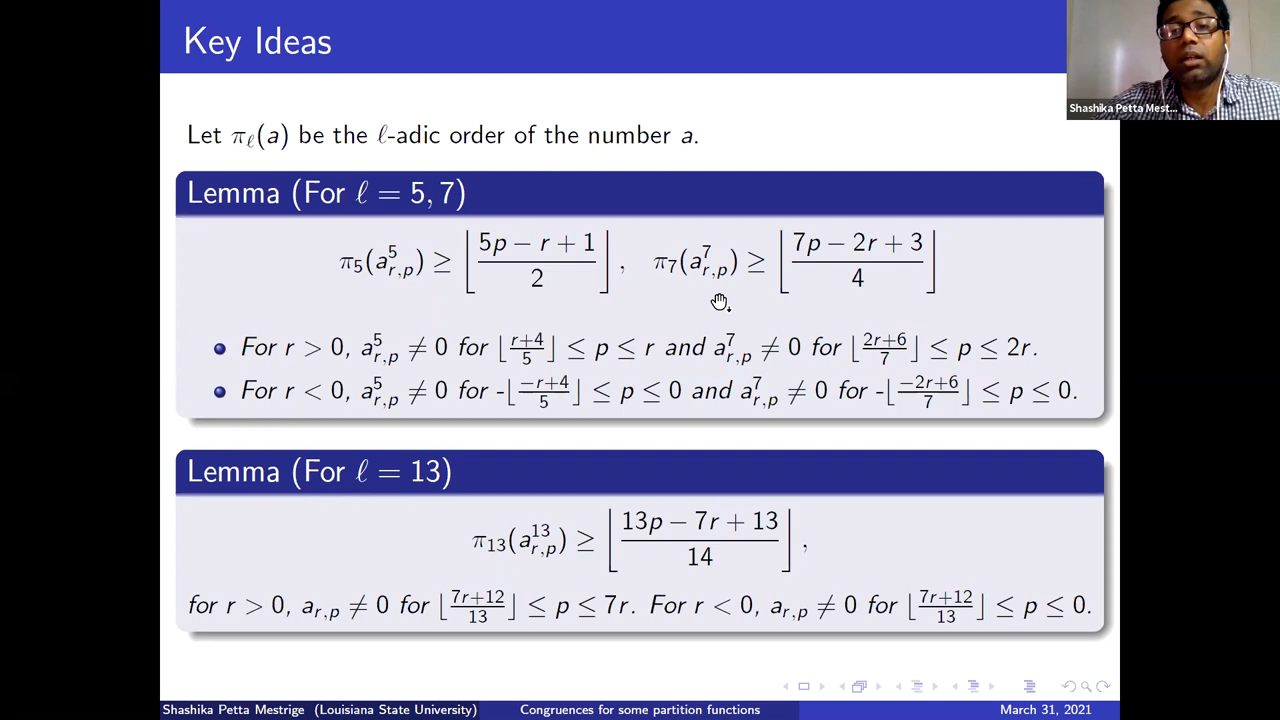 Key Ideas
Shashika Petta Mest...
Let π_ℓ(a) be the ℓ-adic order of the number a.
Lemma (For ℓ = 5, 7)
π_5(a^5_{r,p}) ≥ ⌊(5p − r + 1)/2⌋, π_7(a^7_{r,p}) ≥ ⌊(7p − 2r + 3)/4⌋
For r > 0, a^5_{r,p} ≠ 0 for ⌊(r+4)/5⌋ ≤ p ≤ r and a^7_{r,p} ≠ 0 for ⌊(2r+6)/7⌋ ≤ p ≤ 2r.
For r < 0, a^5_{r,p} ≠ 0 for -⌊(−r+4)/5⌋ ≤ p ≤ 0 and a^7_{r,p} ≠ 0 for -⌊(−2r+6)/7⌋ ≤ p ≤ 0.
Lemma (For ℓ = 13)
π_13(a^13_{r,p}) ≥ ⌊(13p − 7r + 13)/14⌋,
for r > 0, a_{r,p} ≠ 0 for ⌊(7r+12)/13⌋ ≤ p ≤ 7r. For r < 0, a_{r,p} ≠ 0 for ⌊(7r+12)/13⌋ ≤ p ≤ 0.
Shashika Petta Mestrige (Louisiana State University) Congruences for some partition functions March 31, 2021